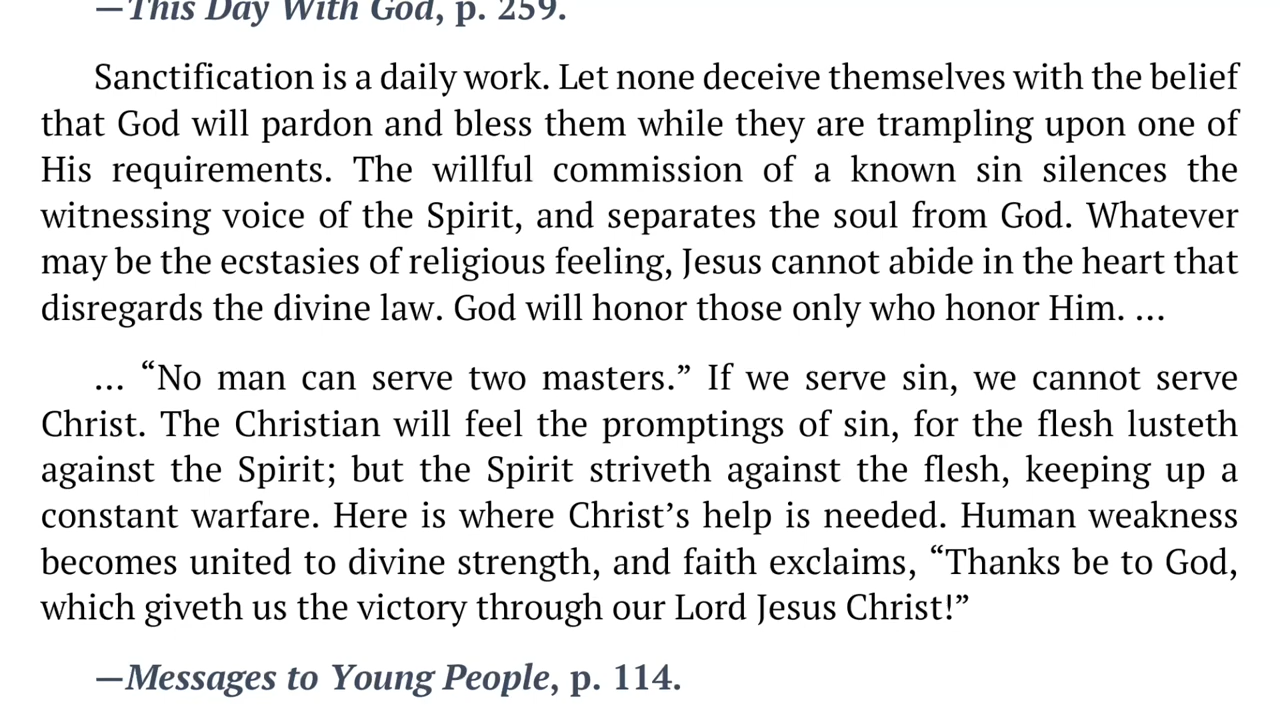 —This Day With God, p. 259.
Sanctification is a daily work. Let none deceive themselves with the belief
that God will pardon and bless them while they are trampling upon one of
His requirements. The willful commission of a known sin silences the
witnessing voice of the Spirit, and separates the soul from God. Whatever
may be the ecstasies of religious feeling, Jesus cannot abide in the heart that
disregards the divine law. God will honor those only who honor Him. ...
... “No man can serve two masters.” If we serve sin, we cannot serve
Christ. The Christian will feel the promptings of sin, for the flesh lusteth
against the Spirit; but the Spirit striveth against the flesh, keeping up a
constant warfare. Here is where Christ’s help is needed. Human weakness
becomes united to divine strength, and faith exclaims, “Thanks be to God,
which giveth us the victory through our Lord Jesus Christ!”
—Messages to Young People, p. 114.